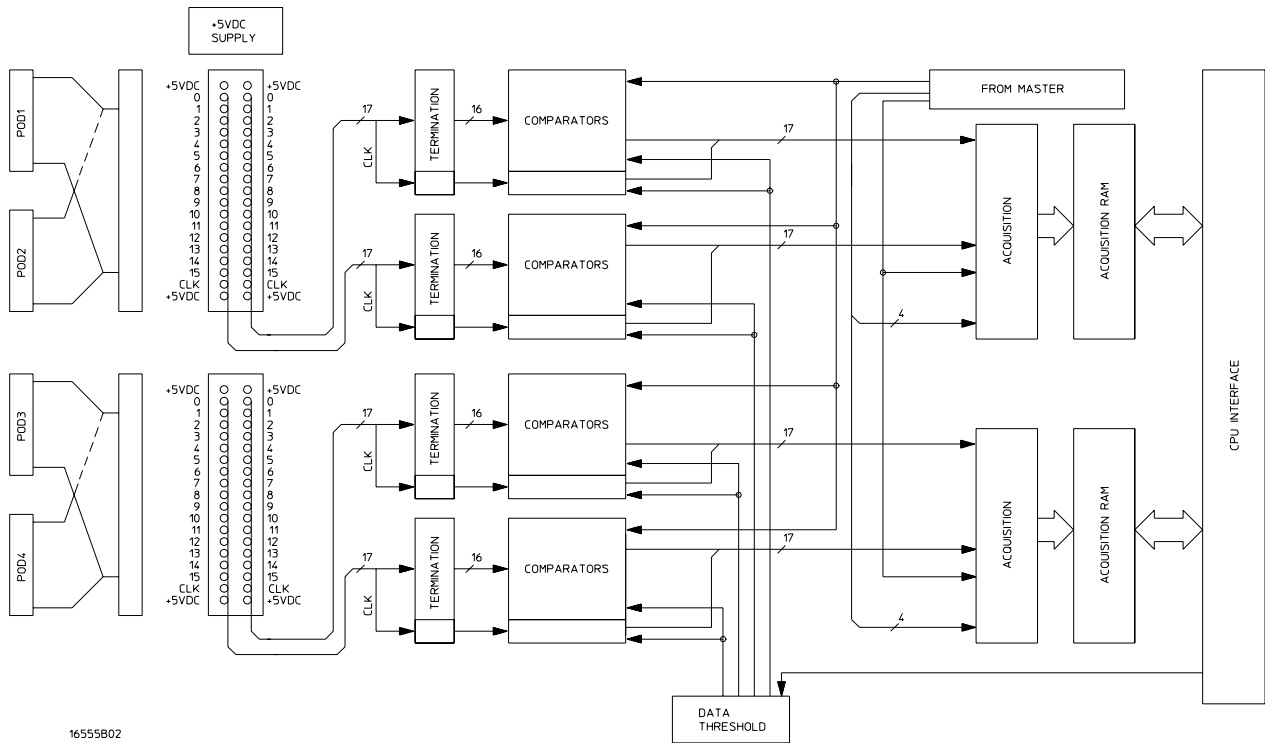 +5VDC
SUPPLY
POD1
POD2
+5VDC +5VDC
0 0
1 1
2 2
3 3
4 4
5 5
6 6
7 7
8 8
9 9
10 10
11 11
12 12
13 13
14 14
15 15
CLK CLK
+5VDC +5VDC
17
CLK
TERMINATION
16
COMPARATORS
17
FROM MASTER
17
CLK
TERMINATION
16
COMPARATORS
17
4
ACQUISITION
ACQUISITION RAM
CPU INTERFACE
POD3
POD4
+5VDC +5VDC
0 0
1 1
2 2
3 3
4 4
5 5
6 6
7 7
8 8
9 9
10 10
11 11
12 12
13 13
14 14
15 15
CLK CLK
+5VDC +5VDC
17
CLK
TERMINATION
16
COMPARATORS
17
17
CLK
TERMINATION
16
COMPARATORS
17
4
ACQUISITION
ACQUISITION RAM
DATA
THRESHOLD
16555B02